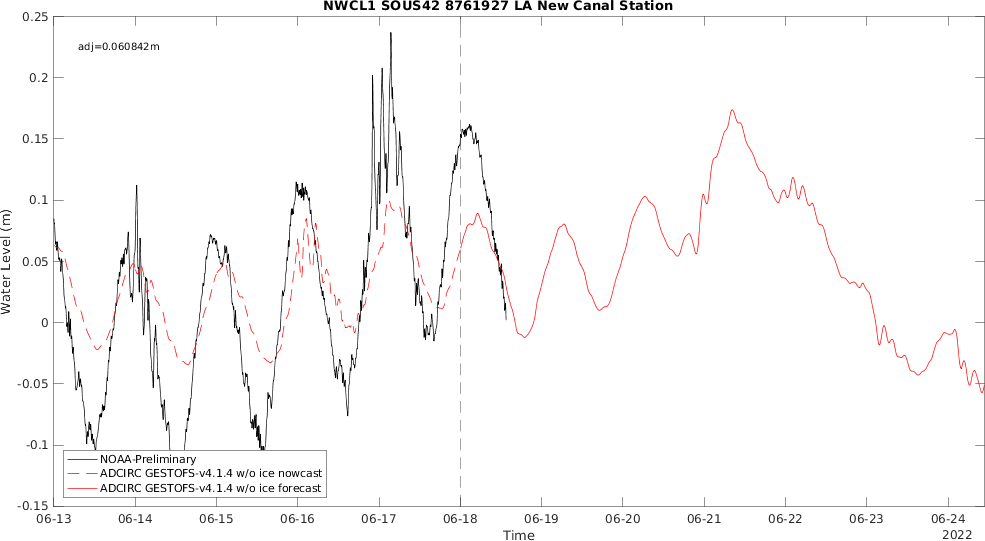 NWCL1 SOUS42 8761927 LA New Canal Station
adj=0.060842m
0.25
0.2
0.15
0.1
0.05
0
-0.05
-0.1
-0.15
Water Level (m)
NOAA-Preliminary
ADCIRC GESTOFS-v4.1.4 w/o ice nowcast
ADCIRC GESTOFS-v4.1.4 w/o ice forecast
06-13 06-14 06-15 06-16 06-17 06-18 06-19 06-20 06-21 06-22 06-23 06-24
Time
2022